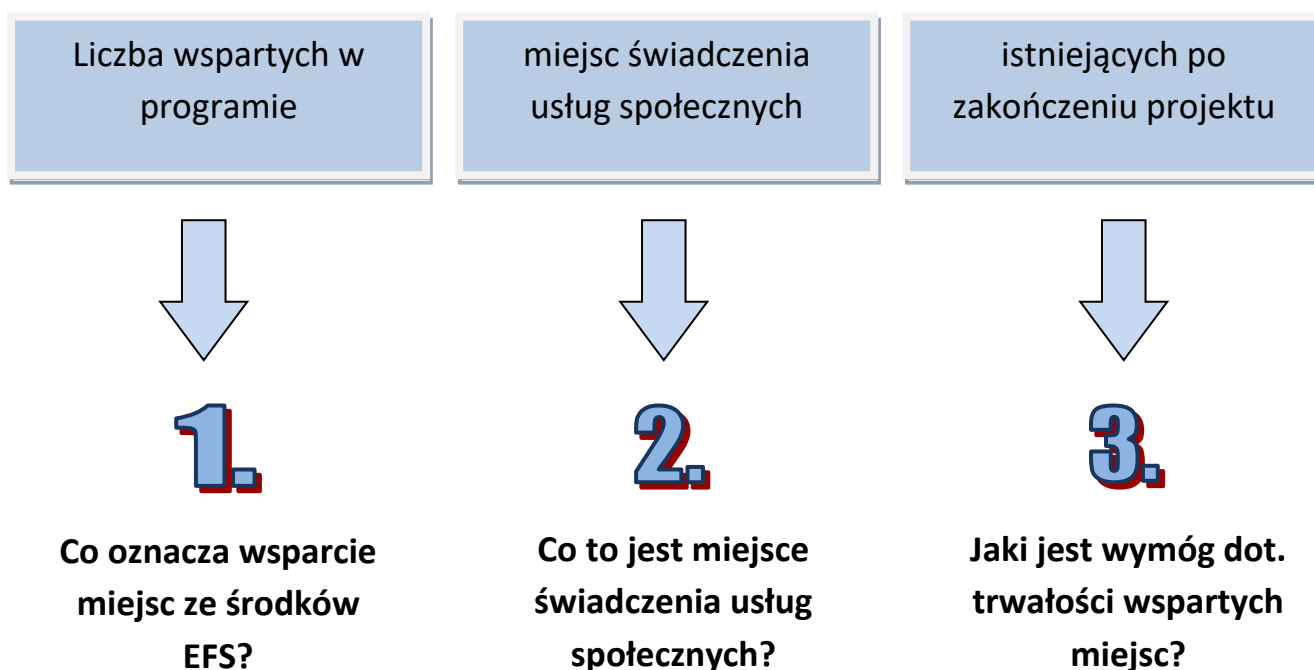 Liczba wspartych w
programie
miejsc świadczenia
usług społecznych
istniejących po
zakończeniu projektu
1.
2.
3.
Co oznacza wsparcie
miejsc ze środków
EFS?
Co to jest miejsce
świadczenia usług
społecznych?
Jaki jest wymóg dot.
trwałości wspartych
miejsc?